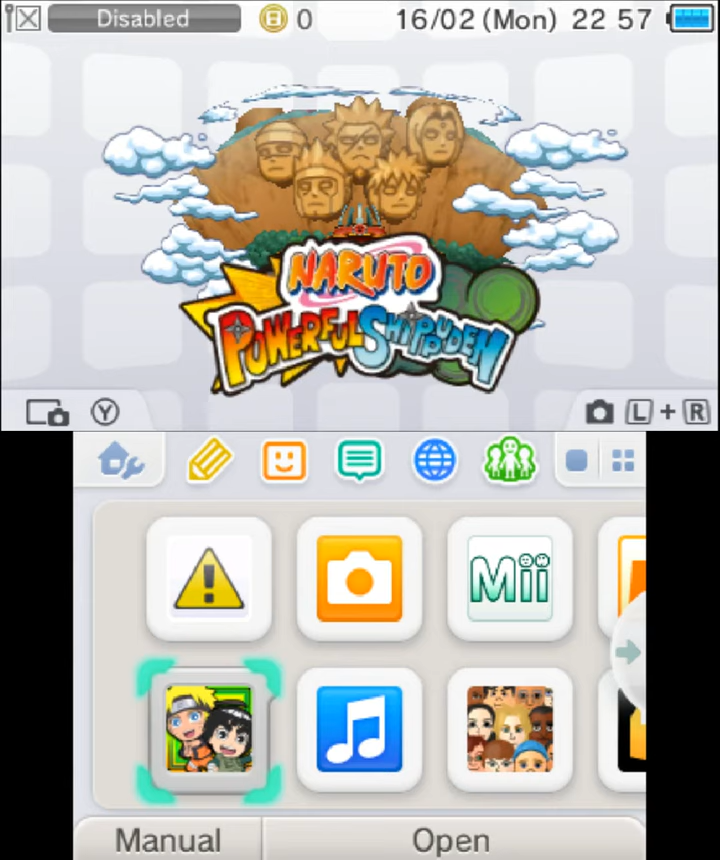 Disabled 0 16/02 (Mon) 22 57
NARUTO
POWERFUL SHIPPUDEN
Y L + R
Mii
Manual Open